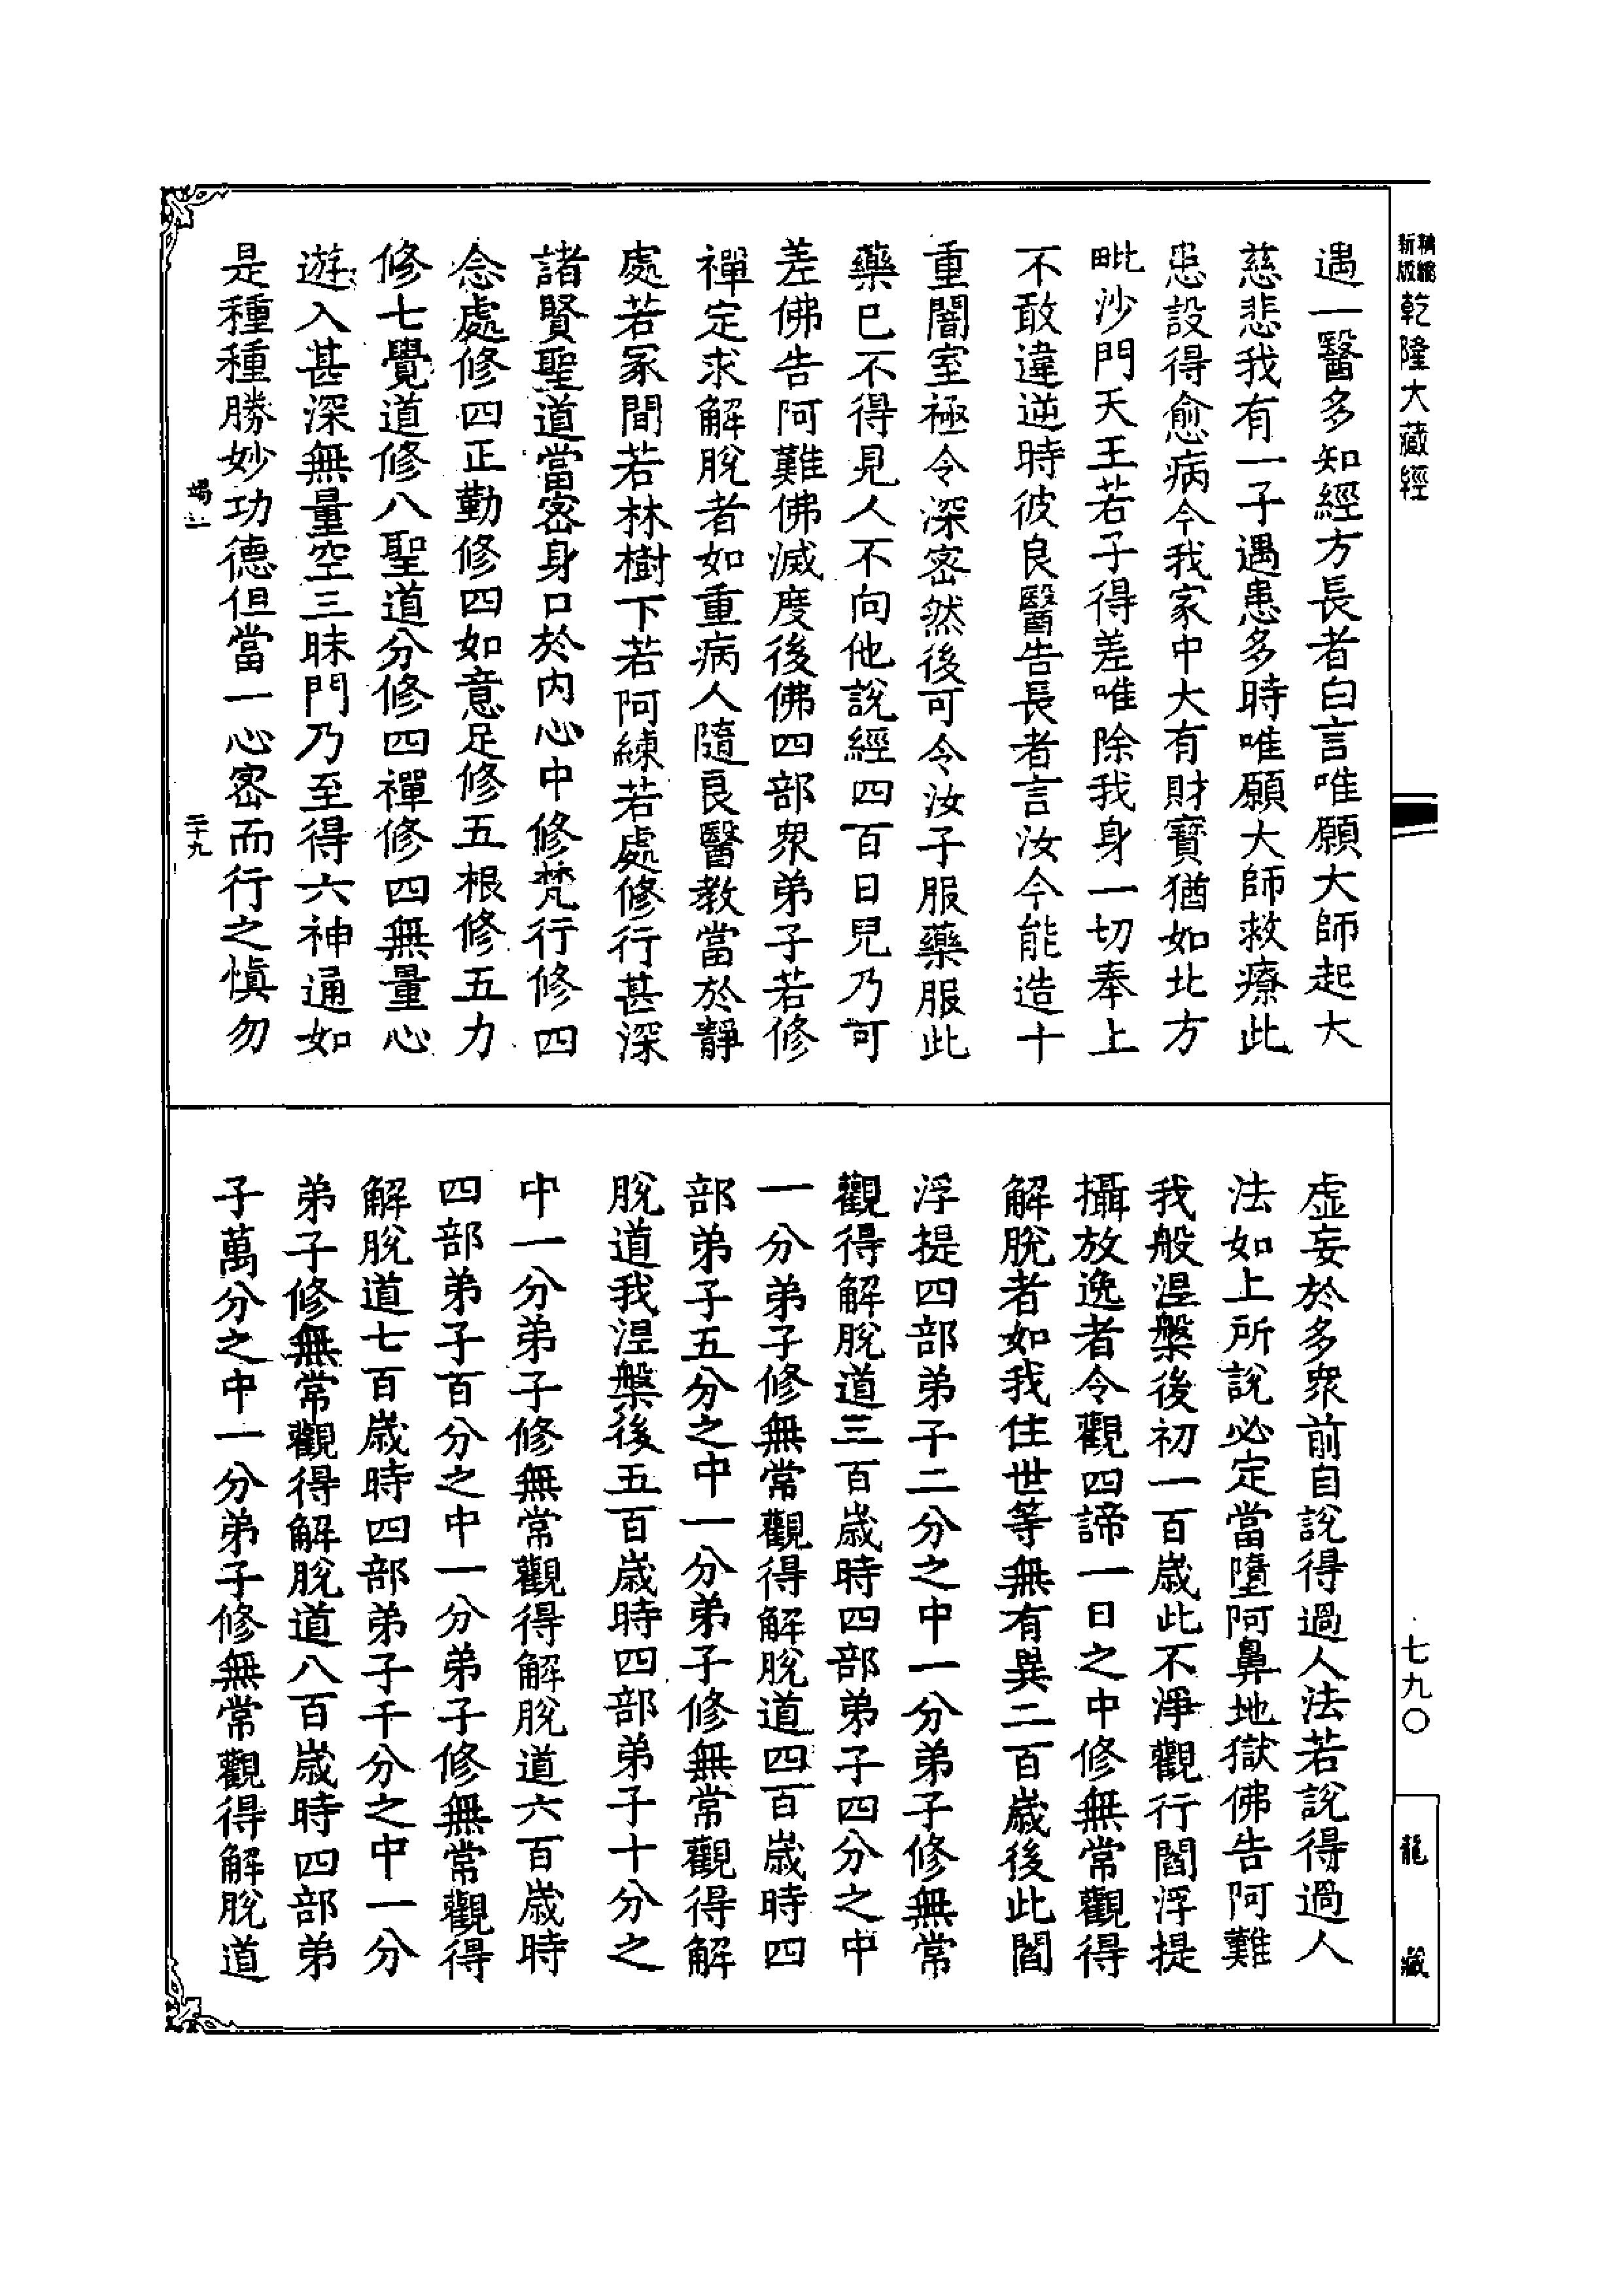 精縮
新版
乾隆大藏經
七九〇
龍藏
遇一醫多知經方長者白言唯願大師起大
慈悲我有一子遇患多時唯願大師救療此
患設得愈病今我家中大有財寶猶如北方
毗沙門天王若子得差唯除我身一切奉上
不敢違逆時彼良醫告長者言汝今能造十
重闇室極令深密然後可令汝子服藥服此
藥已不得見人不向他說經四百日兒乃可
差佛告阿難佛滅度後佛四部眾弟子若修
禪定求解脫者如重病人隨良醫教當於靜
處若冢間若林樹下若阿練若處修行甚深
諸賢聖道當密身口於內心中修梵行修四
念處修四正勤修四如意足修五根修五力
修七覺道修八聖道分修四禪修四無量心
遊入甚深無量空三昧門乃至得六神通如
是種種勝妙功德但當一心密而行之慎勿
二十九
虛妄於多眾前自說得過人法若說得過人
法如上所說必定當墮阿鼻地獄佛告阿難
我般涅槃後初一百歲此不淨觀行閻浮提
攝放逸者令觀四諦一日之中修無常觀得
解脫者如我住世等無有異二百歲後此閻
浮提四部弟子二分之中一分弟子修無常
觀得解脫道三百歲時四部弟子四分之中
一分弟子修無常觀得解脫道四百歲時四
部弟子五分之中一分弟子修無常觀得解
脫道我涅槃後五百歲時四部弟子十分之
中一分弟子修無常觀得解脫道六百歲時
四部弟子百分之中一分弟子修無常觀得
解脫道七百歲時四部弟子千分之中一分
弟子修無常觀得解脫道八百歲時四部弟
子萬分之中一分弟子修無常觀得解脫道